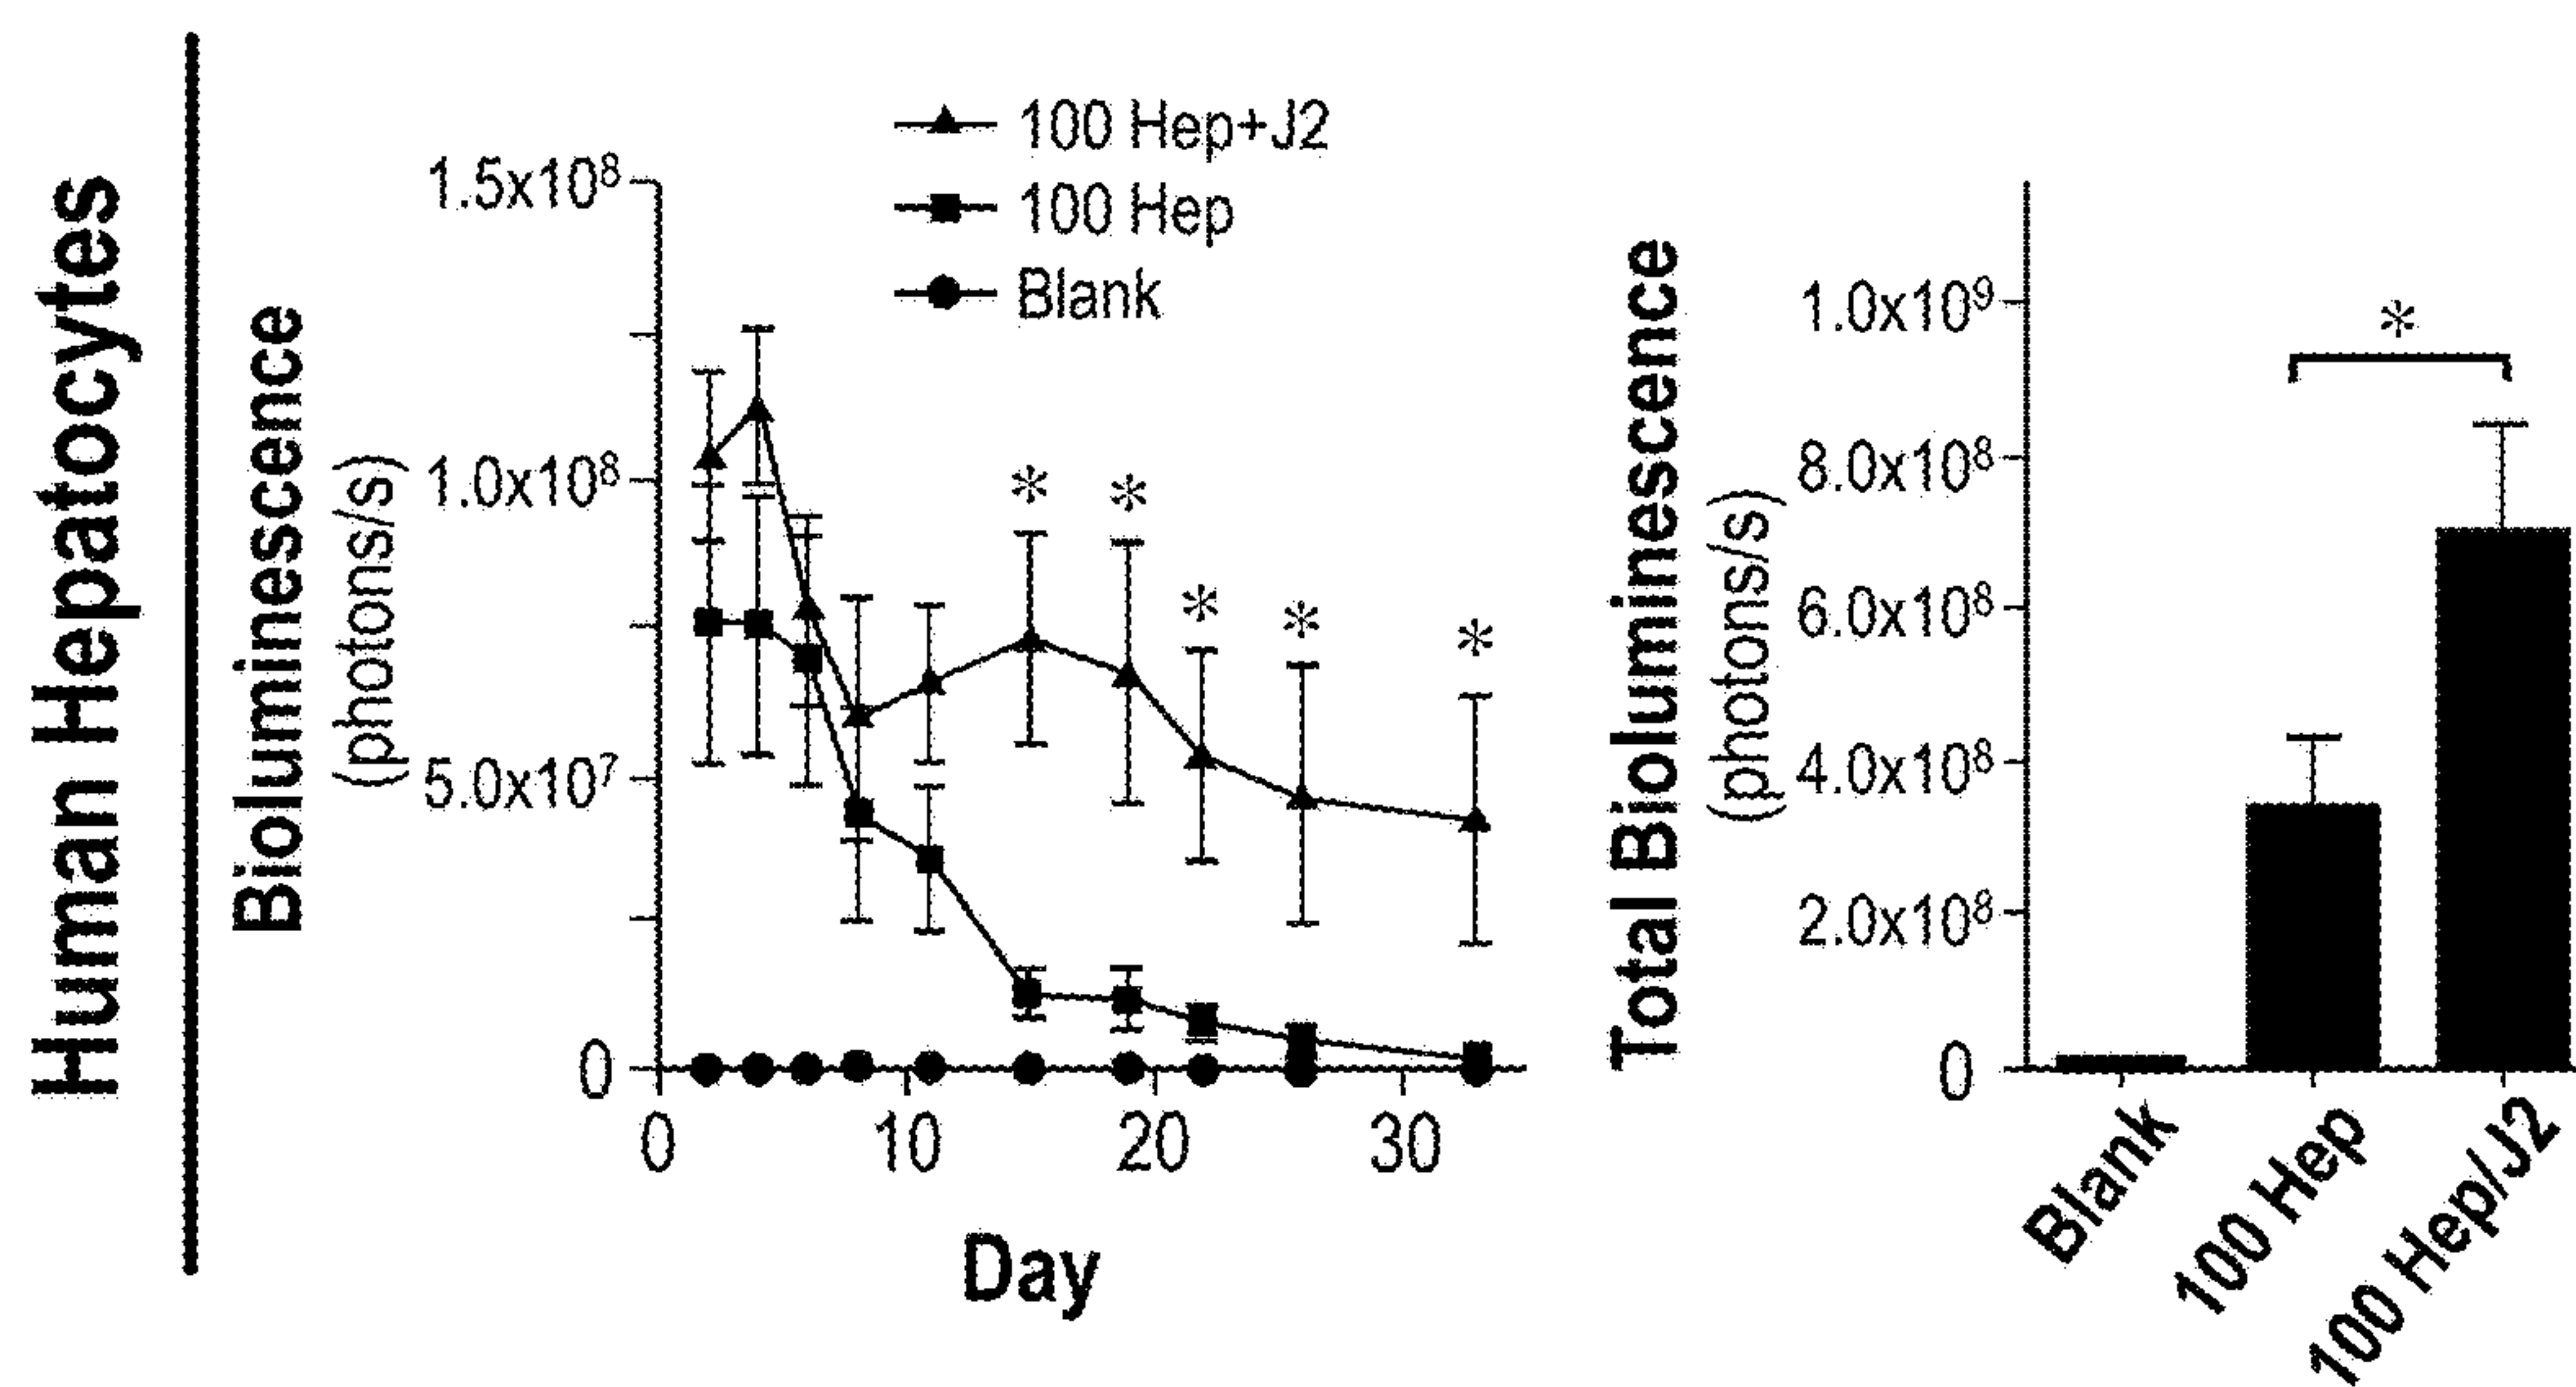 Human Hepatocytes
Bioluminescence
(photons/s)
100 Hep+J2
100 Hep
Blank
1.5x10⁸
1.0x10⁸
5.0x10⁷
0
* * * * *
0 10 20 30
Day
Total Bioluminescence
(photons/s)
1.0x10⁹
8.0x10⁸
6.0x10⁸
4.0x10⁸
2.0x10⁸
0
*
Blank
100 Hep
100 Hep/J2